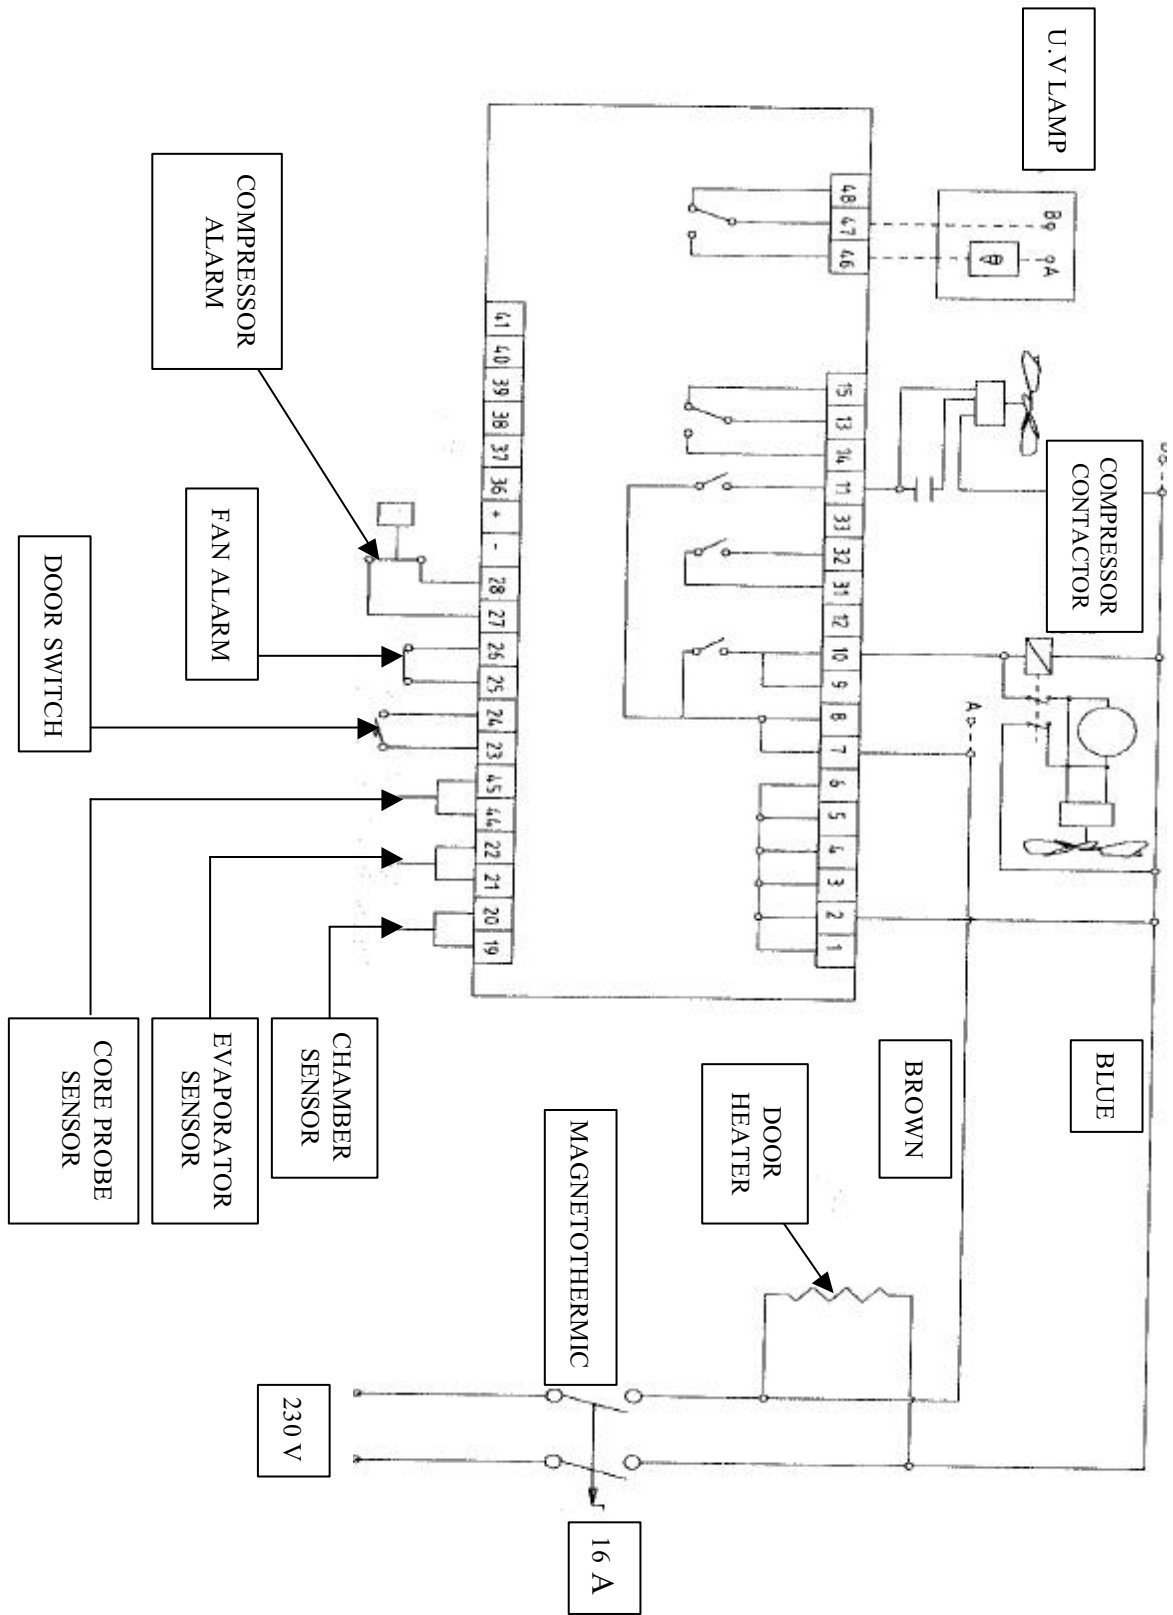 U.V LAMP
B
A
48
47
46
COMPRESSOR
ALARM
41
40
39
38
37
36
+
-
28
27
26
25
24
23
45
44
22
21
20
19
15
13
14
11
33
32
31
12
10
9
8
7
6
5
4
3
2
1
COMPRESSOR
CONTACTOR
A
FAN ALARM
DOOR SWITCH
CORE PROBE
SENSOR
EVAPORATOR
SENSOR
CHAMBER
SENSOR
BROWN
BLUE
DOOR
HEATER
MAGNETOTHERMIC
230 V
16 A